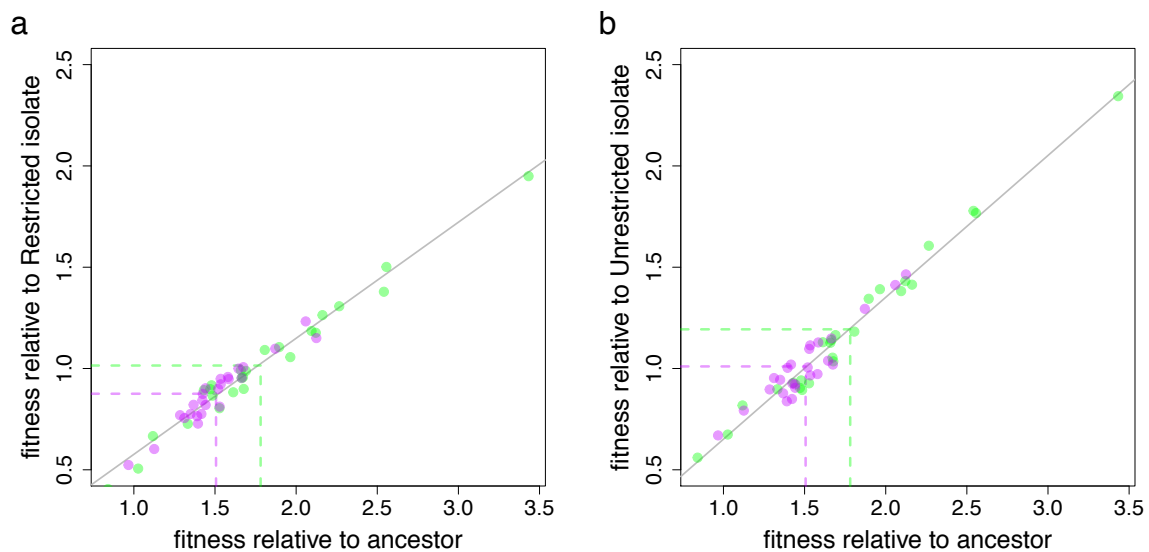 a
fitness relative to Restricted isolate
2.5
2.0
1.5
1.0
0.5
1.0 1.5 2.0 2.5 3.0 3.5
fitness relative to ancestor
b
fitness relative to Unrestricted isolate
2.5
2.0
1.5
1.0
0.5
1.0 1.5 2.0 2.5 3.0 3.5
fitness relative to ancestor